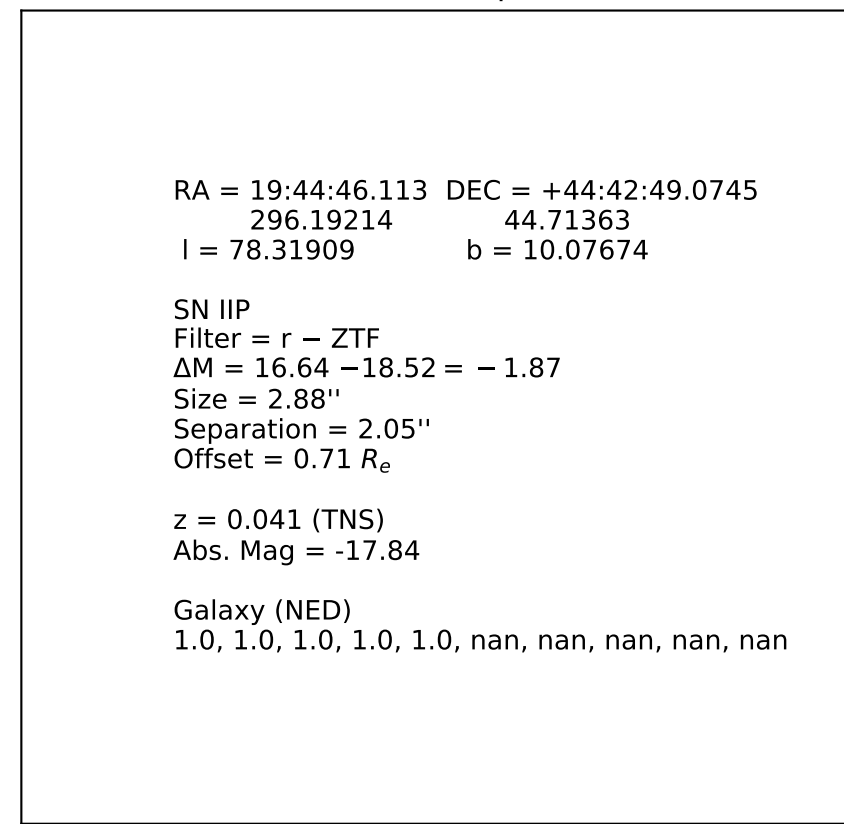 RA = 19:44:46.113 DEC = +44:42:49.0745
296.19214 44.71363
l = 78.31909 b = 10.07674
SN IIP
Filter = r − ZTF
ΔM = 16.64 −18.52 = − 1.87
Size = 2.88''
Separation = 2.05''
Offset = 0.71 Re
z = 0.041 (TNS)
Abs. Mag = -17.84
Galaxy (NED)
1.0, 1.0, 1.0, 1.0, 1.0, nan, nan, nan, nan, nan